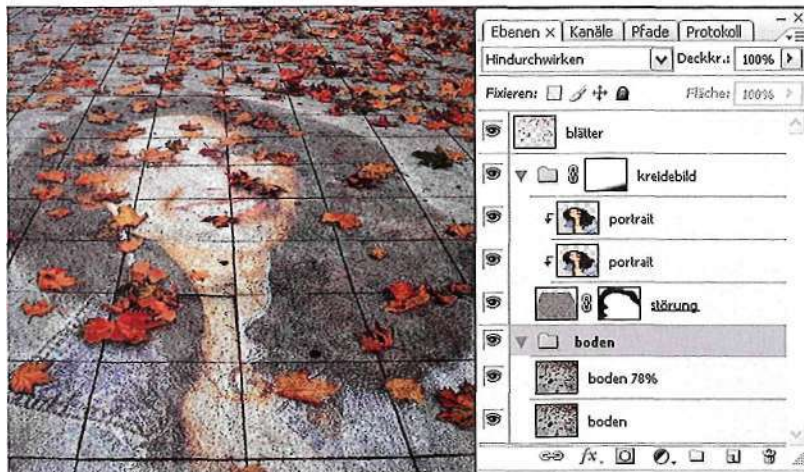 Ebenen × Kanäle Pfade Protokoll
Hindurchwirken Deckkr.: 100%
Fixieren: Fläche: 100%
blätter
kreidebild
portrait
portrait
störung
boden
boden 78%
boden
fx.